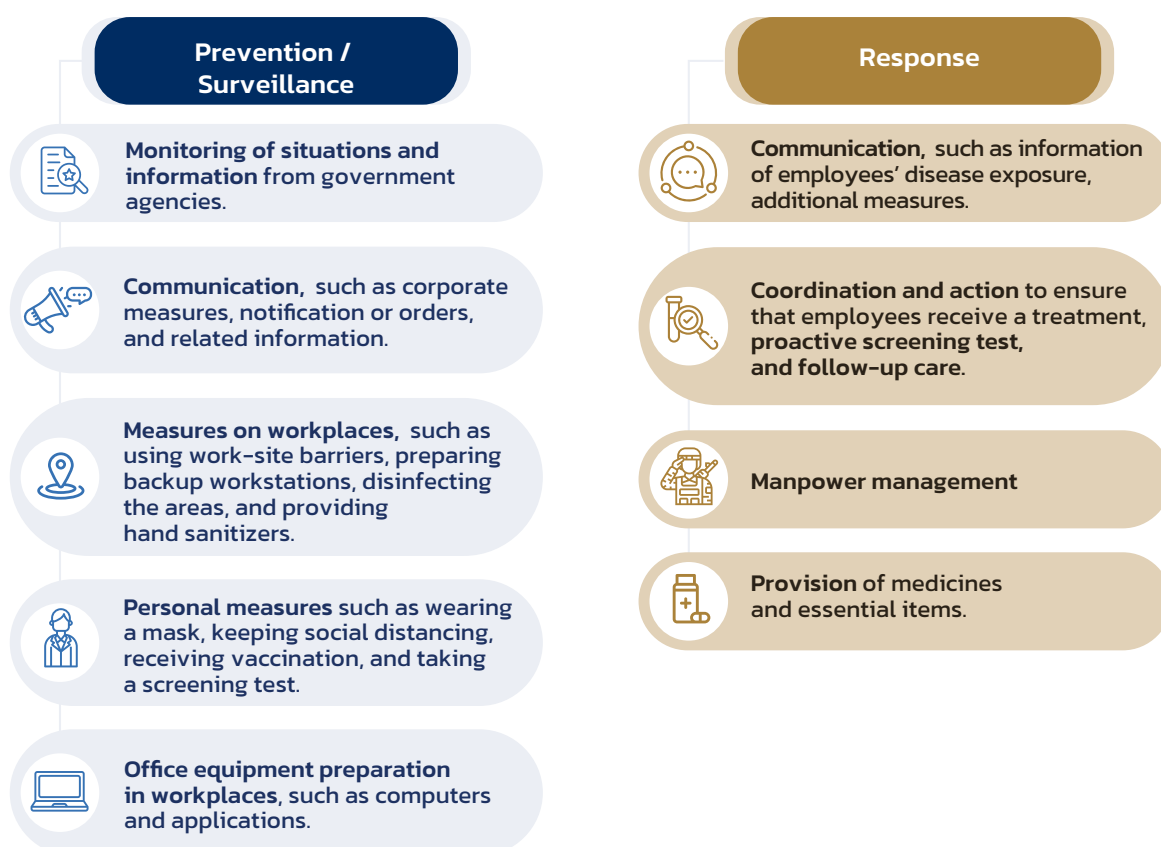 Prevention /
Surveillance
Monitoring of situations and
information from government
agencies.
Communication, such as corporate
measures, notification or orders,
and related information.
Measures on workplaces, such as
using work-site barriers, preparing
backup workstations, disinfecting
the areas, and providing
hand sanitizers.
Personal measures such as wearing
a mask, keeping social distancing,
receiving vaccination, and taking
a screening test.
Office equipment preparation
in workplaces, such as computers
and applications.
Response
Communication, such as information
of employees’ disease exposure,
additional measures.
Coordination and action to ensure
that employees receive a treatment,
proactive screening test,
and follow-up care.
Manpower management
Provision of medicines
and essential items.